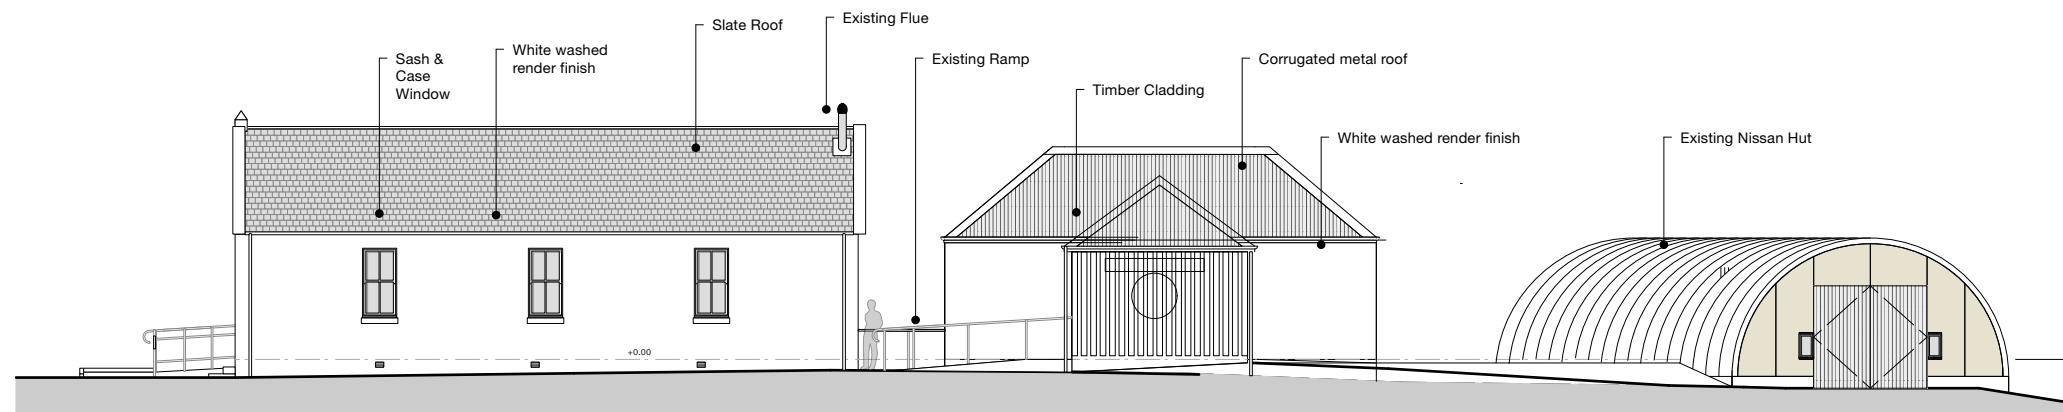 Existing Flue
Slate Roof
White washed
render finish
Sash &
Case
Window
Existing Ramp
Corrugated metal roof
Timber Cladding
White washed render finish
Existing Nissan Hut
+0.00